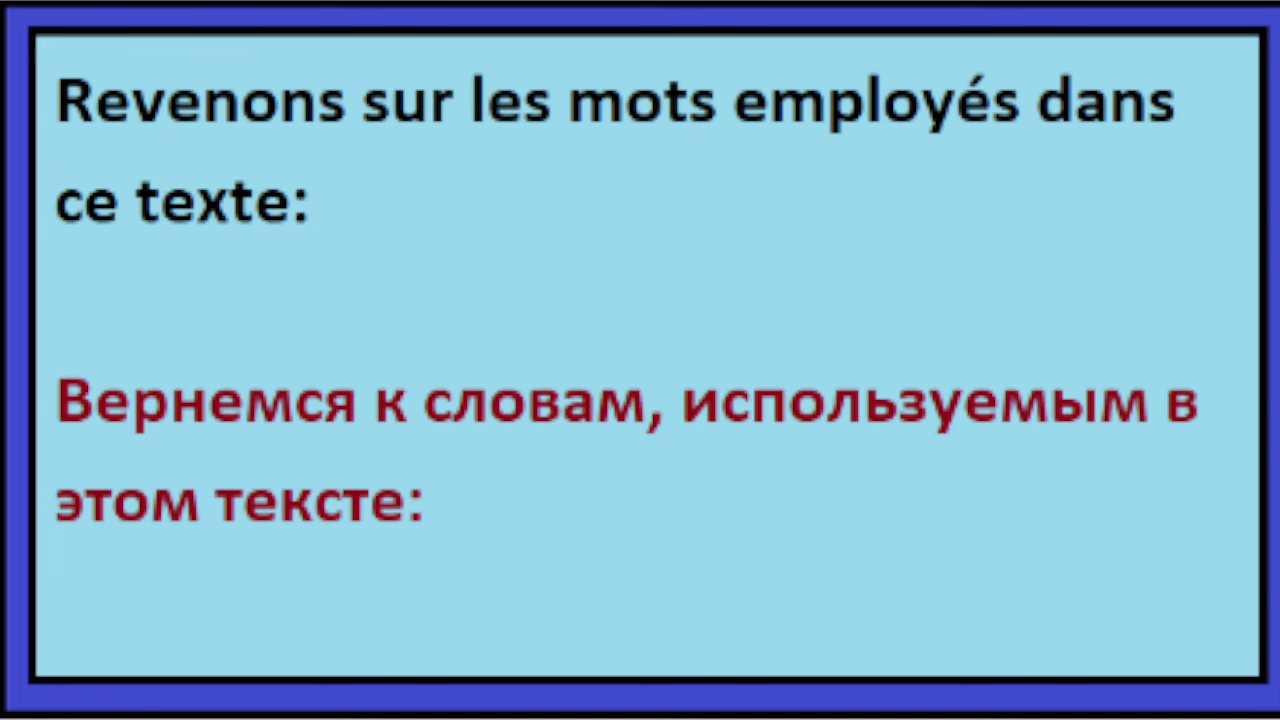 Revenons sur les mots employés dans
ce texte:
Вернемся к словам, используемым в
этом тексте: